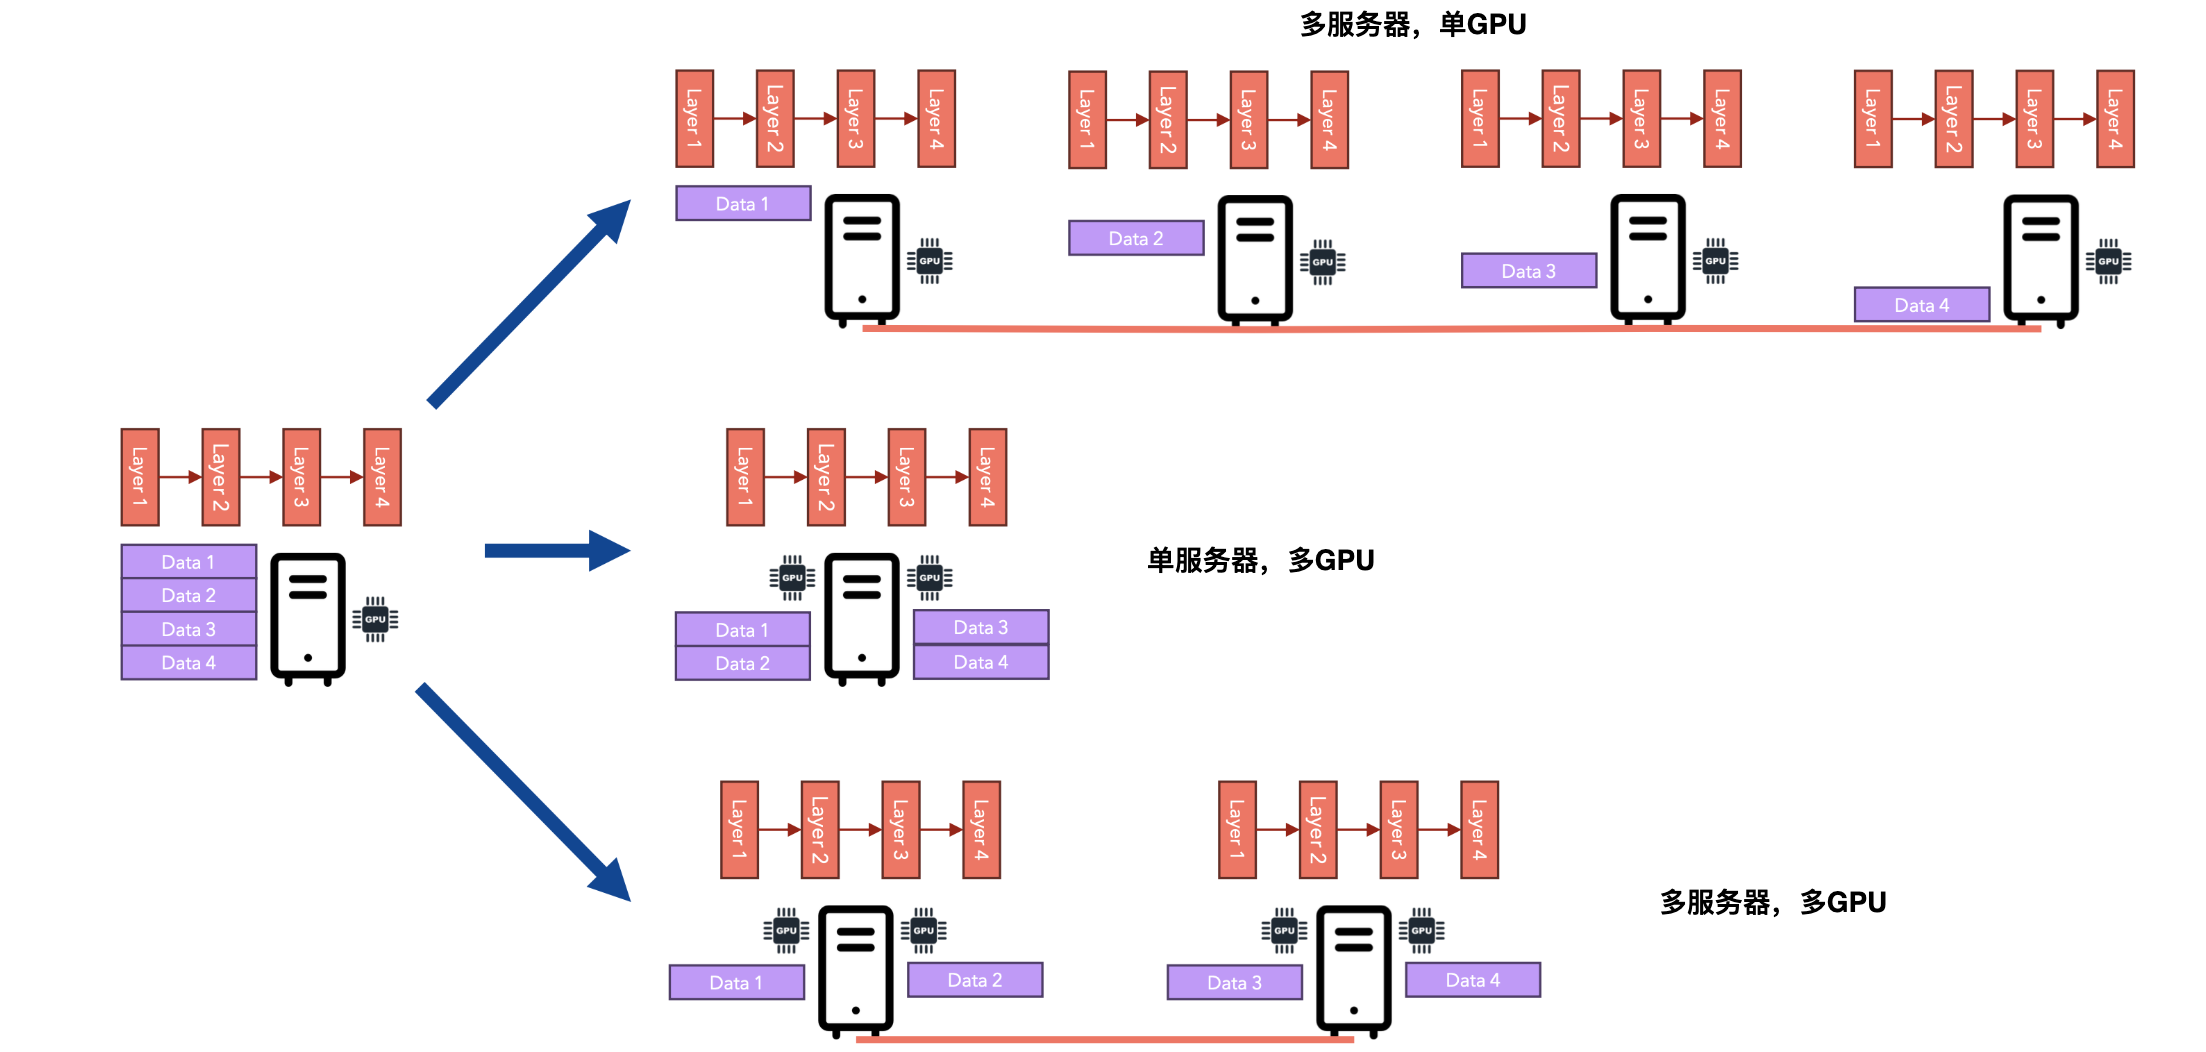 多服务器，单GPU
Layer 1
Layer 2
Layer 3
Layer 4
Data 1
GPU
Layer 1
Layer 2
Layer 3
Layer 4
Data 2
GPU
Layer 1
Layer 2
Layer 3
Layer 4
Data 3
GPU
Layer 1
Layer 2
Layer 3
Layer 4
Data 4
GPU
Layer 1
Layer 2
Layer 3
Layer 4
Data 1
Data 2
Data 3
Data 4
GPU
Layer 1
Layer 2
Layer 3
Layer 4
GPU
GPU
Data 1
Data 2
Data 3
Data 4
单服务器，多GPU
Layer 1
Layer 2
Layer 3
Layer 4
GPU
GPU
Data 1
Data 2
Layer 1
Layer 2
Layer 3
Layer 4
GPU
GPU
Data 3
Data 4
多服务器，多GPU